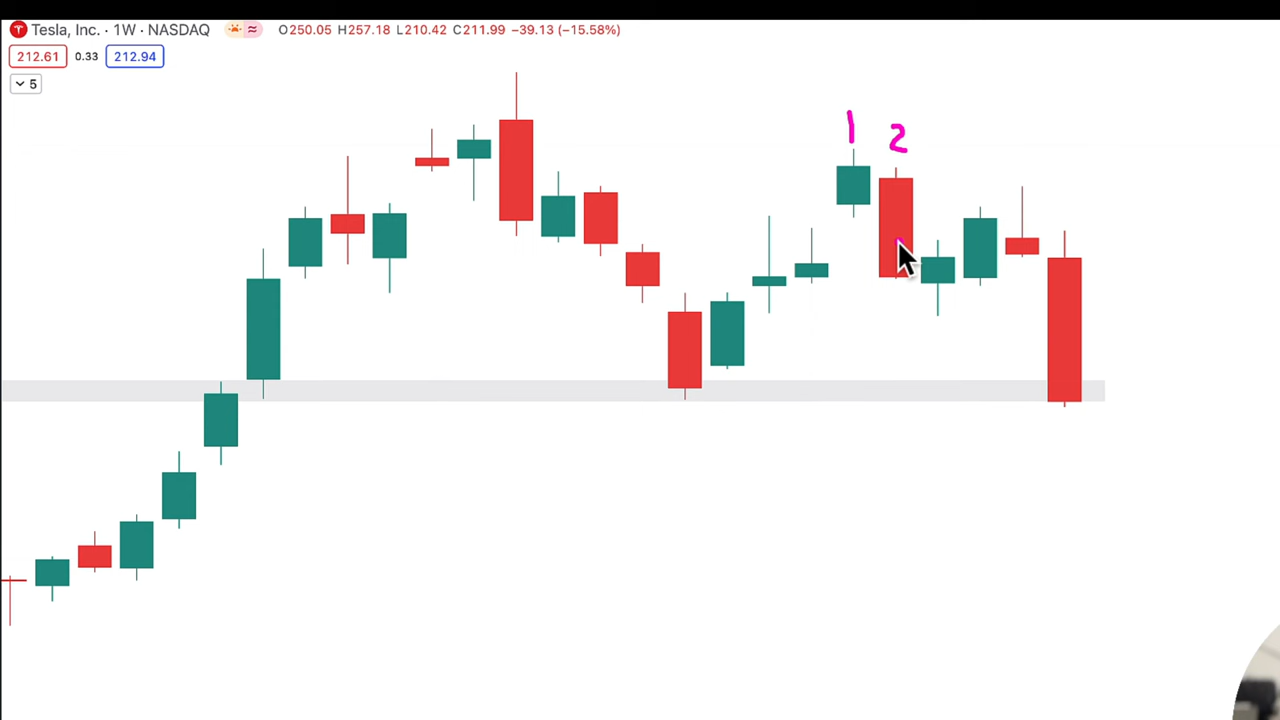 Tesla, Inc. · 1W · NASDAQ O250.05 H257.18 L210.42 C211.99 −39.13 (−15.58%)
212.61 0.33 212.94
5
1 2